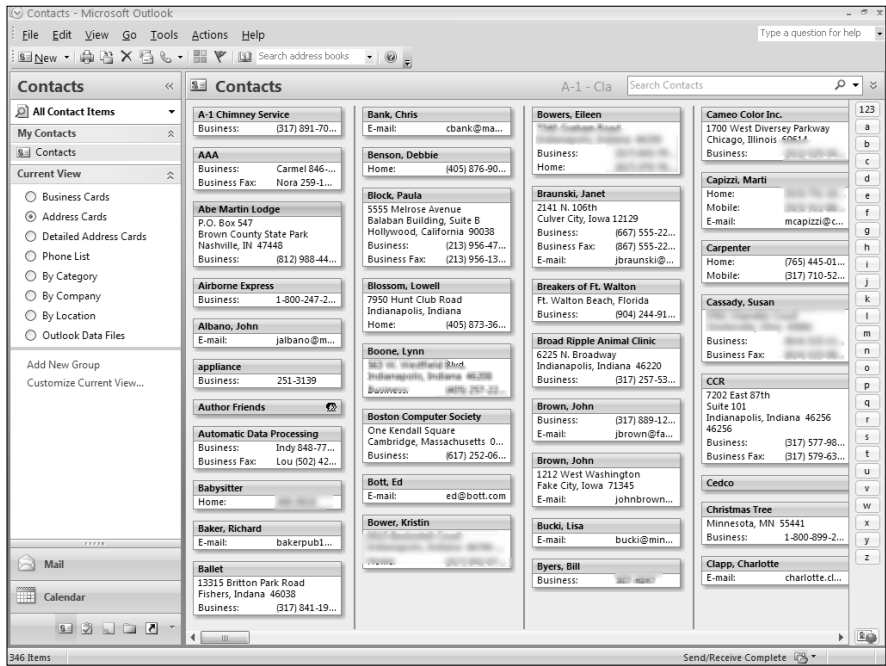 Contacts - Microsoft Outlook
File Edit View Go Tools Actions Help
Type a question for help
New
Search address books
Contacts
All Contact Items
My Contacts
Contacts
Current View
Business Cards
Address Cards
Detailed Address Cards
Phone List
By Category
By Company
By Location
Outlook Data Files
Add New Group
Customize Current View...
Mail
Calendar
Contacts
A-1 - Cla
Search Contacts
A-1 Chimney Service
Business: (317) 891-70...
AAA
Business: Carmel 846-...
Business Fax: Nora 259-1...
Abe Martin Lodge
P.O. Box 547
Brown County State Park
Nashville, IN 47448
Business: (812) 988-44...
Airborne Express
Business: 1-800-247-2...
Albano, John
E-mail: jalbano@m...
appliance
Business: 251-3139
Author Friends
Automatic Data Processing
Business: Indy 848-77...
Business Fax: Lou (502) 42...
Babysitter
Home:
Baker, Richard
E-mail: bakerpub1...
Ballet
13315 Britton Park Road
Fishers, Indana 46038
Business: (317) 841-19...
Bank, Chris
E-mail: cbank@ma...
Benson, Debbie
Home: (405) 876-90...
Block, Paula
5555 Melrose Avenue
Balaban Building, Suite B
Hollywood, California 90038
Business: (213) 956-47...
Business Fax: (213) 956-13...
Blossom, Lowell
7950 Hunt Club Road
Indianapolis, Indiana
Home: (405) 873-36...
Boone, Lynn
Blvd.
Business:
Boston Computer Society
One Kendall Square
Cambridge, Massachusetts 0...
Business: (617) 252-06...
Bott, Ed
E-mail: ed@bott.com
Bower, Kristin
Home:
Bowers, Eileen
Business:
Home:
Braunski, Janet
2141 N. 106th
Culver City, Iowa 12129
Business: (667) 555-22...
Business Fax: (867) 555-22...
E-mail: jbraunski@...
Breakers of Ft. Walton
Ft. Walton Beach, Florida
Business: (904) 244-91...
Broad Ripple Animal Clinic
6225 N. Broadway
Indianapolis, Indiana 46220
Business: (317) 257-53...
Brown, John
Business: (317) 889-12...
E-mail: jbrown@fa...
Brown, John
1212 West Washington
Fake City, Iowa 71345
E-mail: johnbrown...
Bucki, Lisa
E-mail: bucki@min...
Byers, Bill
Business:
Cameo Color Inc.
1700 West Diversey Parkway
Chicago, Illinois 60614
Business:
Capizzi, Marti
Home:
Mobile:
E-mail: mcapizzi@c...
Carpenter
Home: (765) 445-01...
Mobile: (317) 710-52...
Cassady, Susan
Business:
Business Fax:
CCR
7202 East 87th
Suite 101
Indianapolis, Indiana 46256
46256
Business: (317) 577-98...
Business Fax: (317) 579-63...
Cedco
Christmas Tree
Minnesota, MN 55441
Business: 1-800-899-2...
Clapp, Charlotte
E-mail: charlotte.cl...
123
a
b
c
d
e
f
g
h
i
j
k
l
m
n
o
p
q
r
s
t
u
v
w
x
y
z
346 Items
Send/Receive Complete